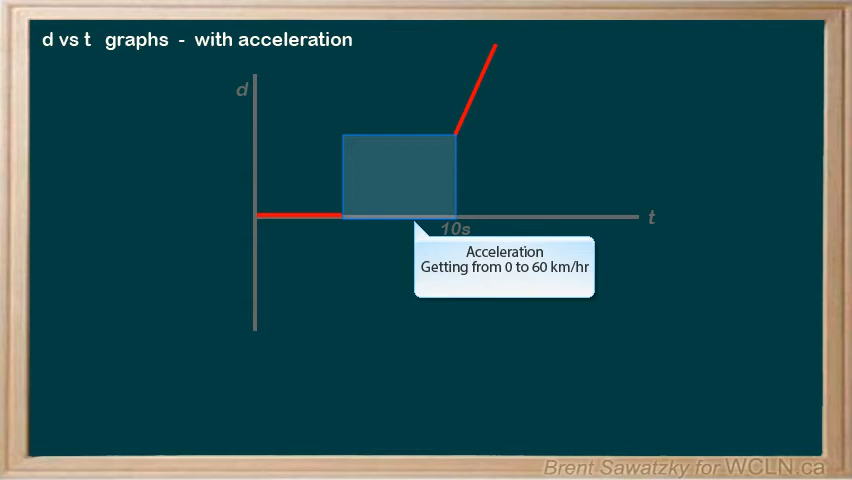 d vs t graphs - with acceleration
d
t
10s
Acceleration
Getting from 0 to 60 km/hr
Brent Sawatzky for WCLN.ca